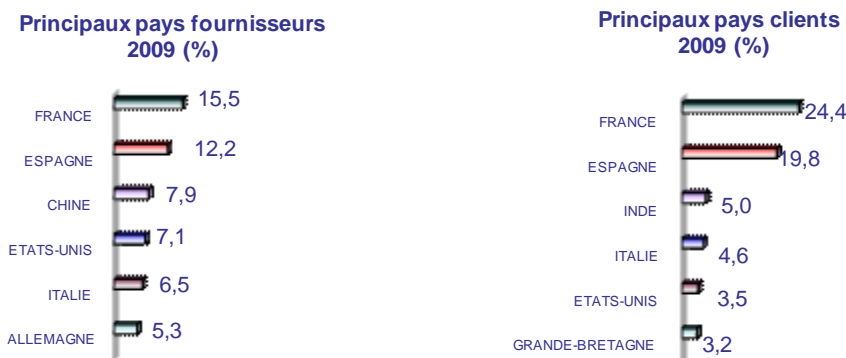 Principaux pays fournisseurs
2009 (%)
FRANCE 15,5
ESPAGNE 12,2
CHINE 7,9
ETATS-UNIS 7,1
ITALIE 6,5
ALLEMAGNE 5,3
Principaux pays clients
2009 (%)
FRANCE 24,4
ESPAGNE 19,8
INDE 5,0
ITALIE 4,6
ETATS-UNIS 3,5
GRANDE-BRETAGNE 3,2